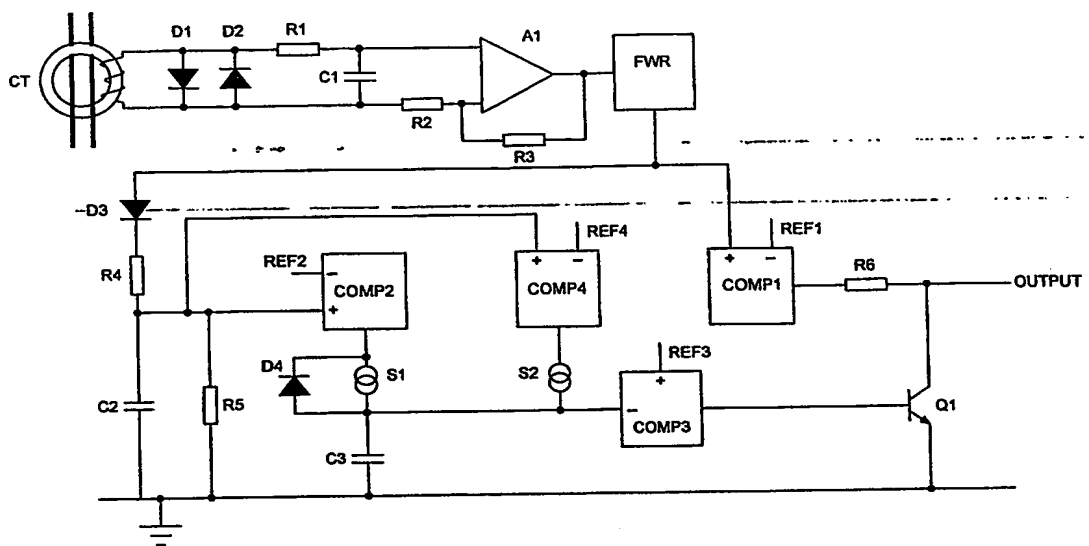 D1 D2 R1 A1
FWR
CT
C1
R2
R3
D3
REF4 REF1
R4 REF2 - + - + - R6
COMP2 COMP4 COMP1 OUTPUT
+
D4 S1 S2 REF3
+
C2 R5 - Q1
COMP3
C3